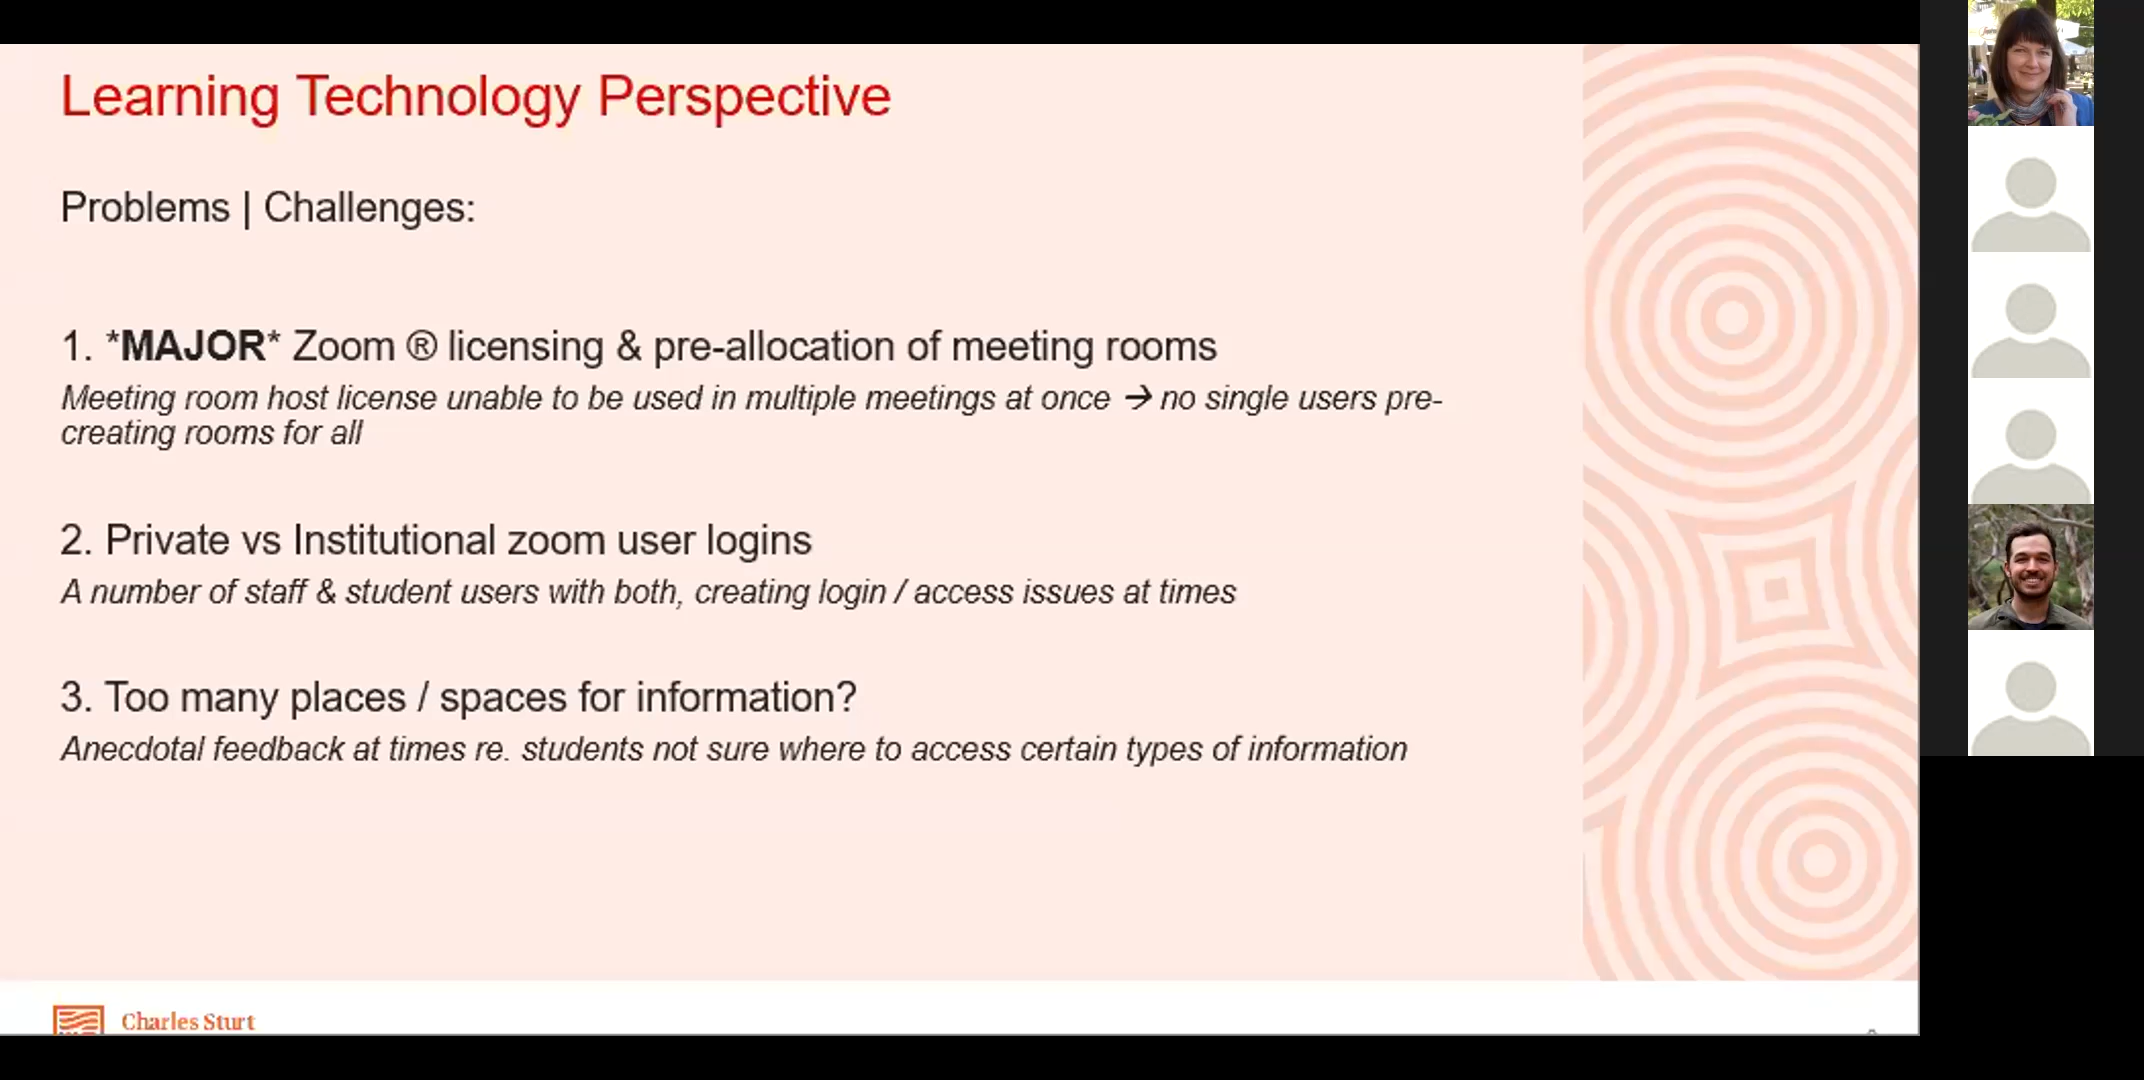 Learning Technology Perspective
Problems | Challenges:
1. *MAJOR* Zoom ® licensing & pre-allocation of meeting rooms
Meeting room host license unable to be used in multiple meetings at once → no single users pre-
creating rooms for all
2. Private vs Institutional zoom user logins
A number of staff & student users with both, creating login / access issues at times
3. Too many places / spaces for information?
Anecdotal feedback at times re. students not sure where to access certain types of information
Charles Sturt